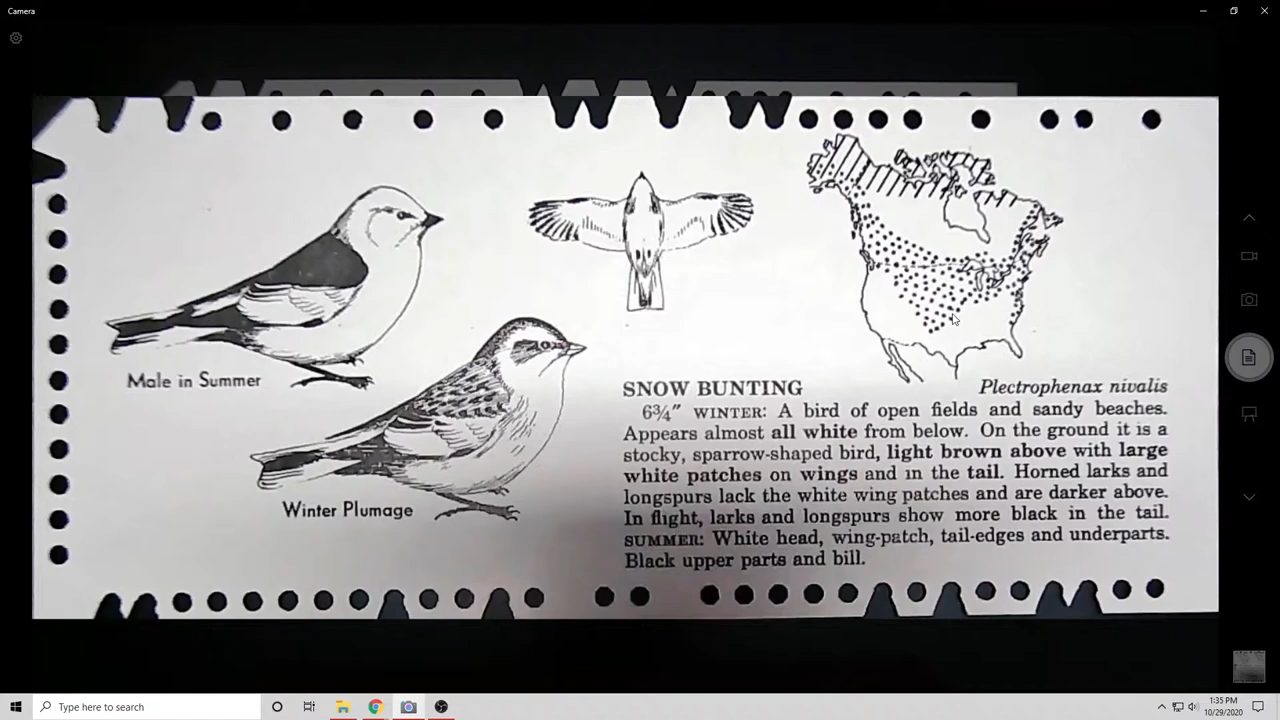 Camera
Male in Summer
Winter Plumage
SNOW BUNTING Plectrophenax nivalis
6¾" WINTER: A bird of open fields and sandy beaches.
Appears almost all white from below. On the ground it is a
stocky, sparrow-shaped bird, light brown above with large
white patches on wings and in the tail. Horned larks and
longspurs lack the white wing patches and are darker above.
In flight, larks and longspurs show more black in the tail.
SUMMER: White head, wing-patch, tail-edges and underparts.
Black upper parts and bill.
Type here to search
1:35 PM
10/29/2020